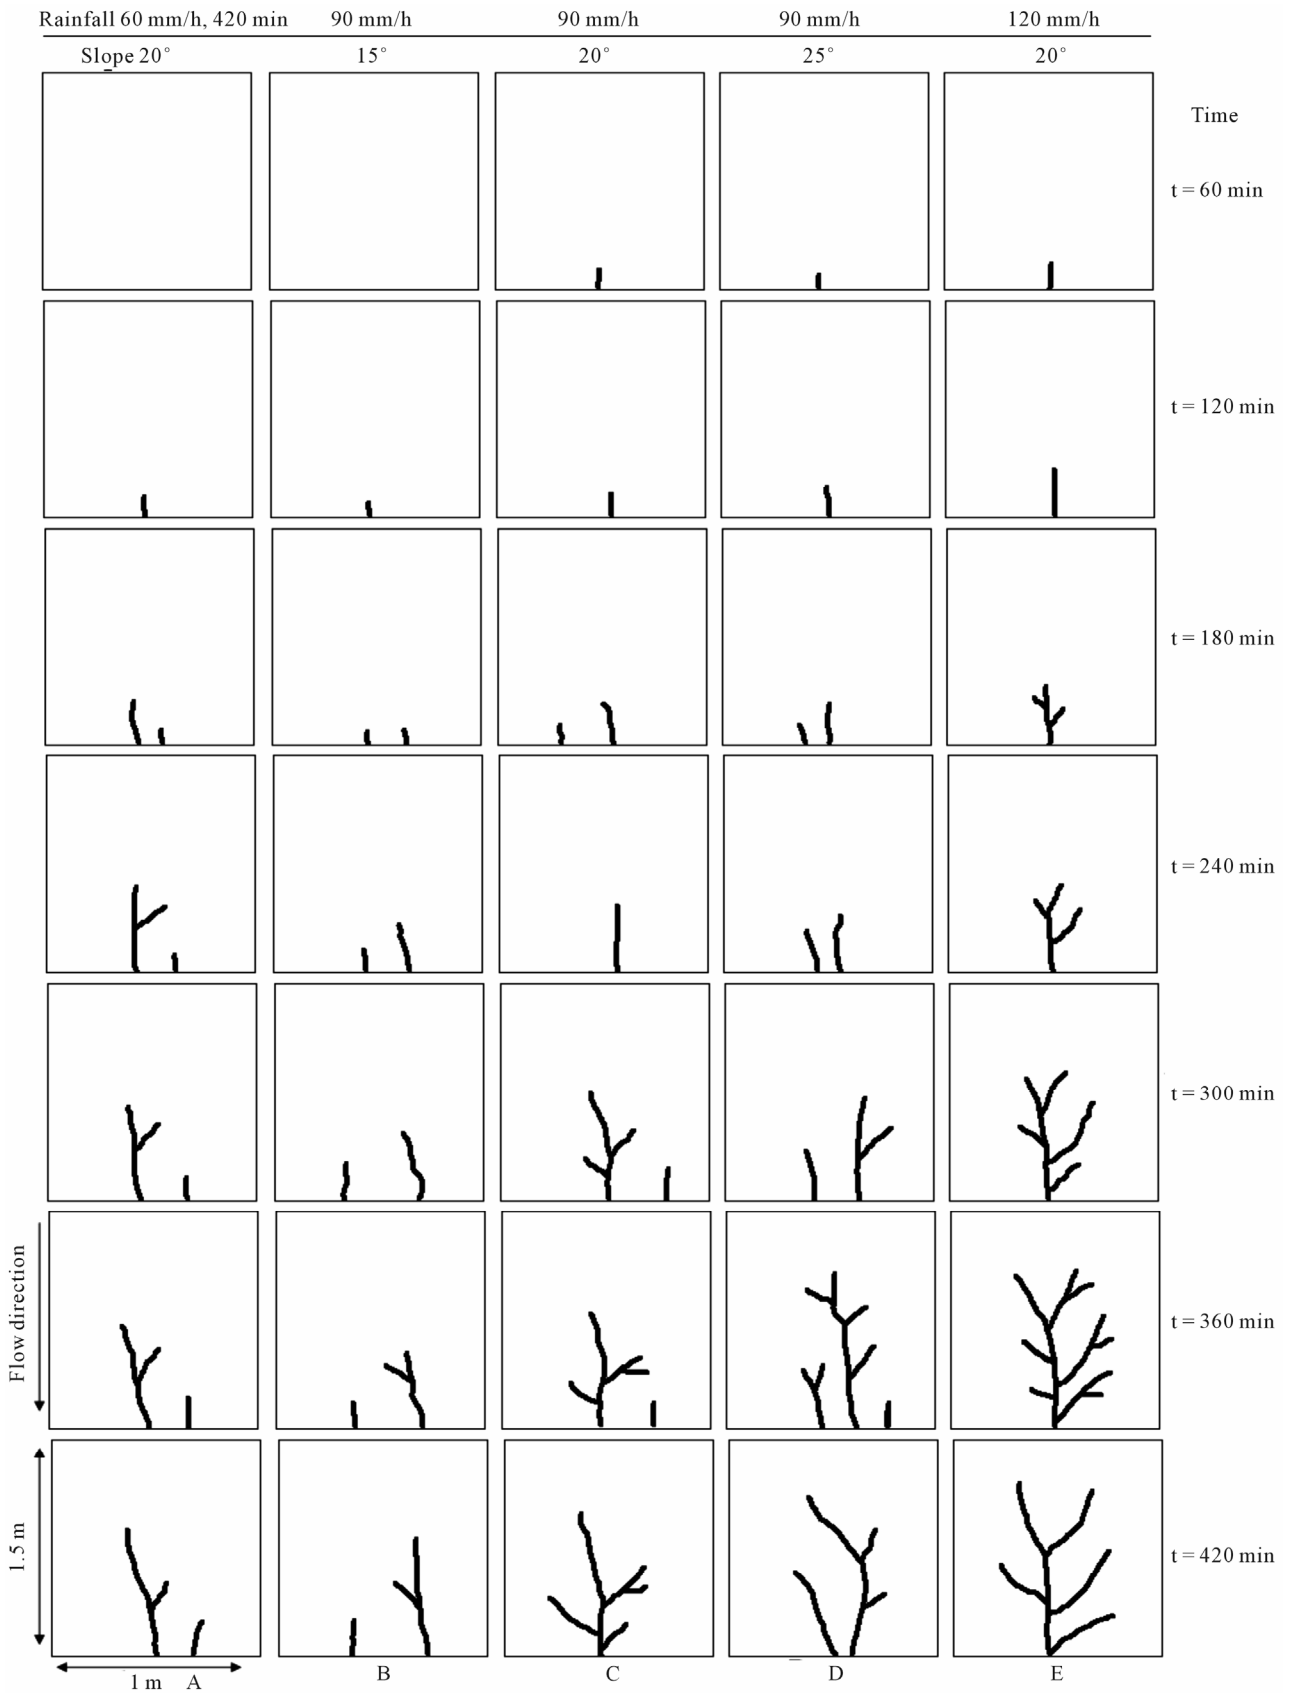 Rainfall 60 mm/h, 420 min 90 mm/h 90 mm/h 90 mm/h 120 mm/h
Slope 20° 15° 20° 25° 20°
Time
t = 60 min
t = 120 min
t = 180 min
t = 240 min
t = 300 min
Flow direction
t = 360 min
1.5 m
t = 420 min
1 m A B C D E